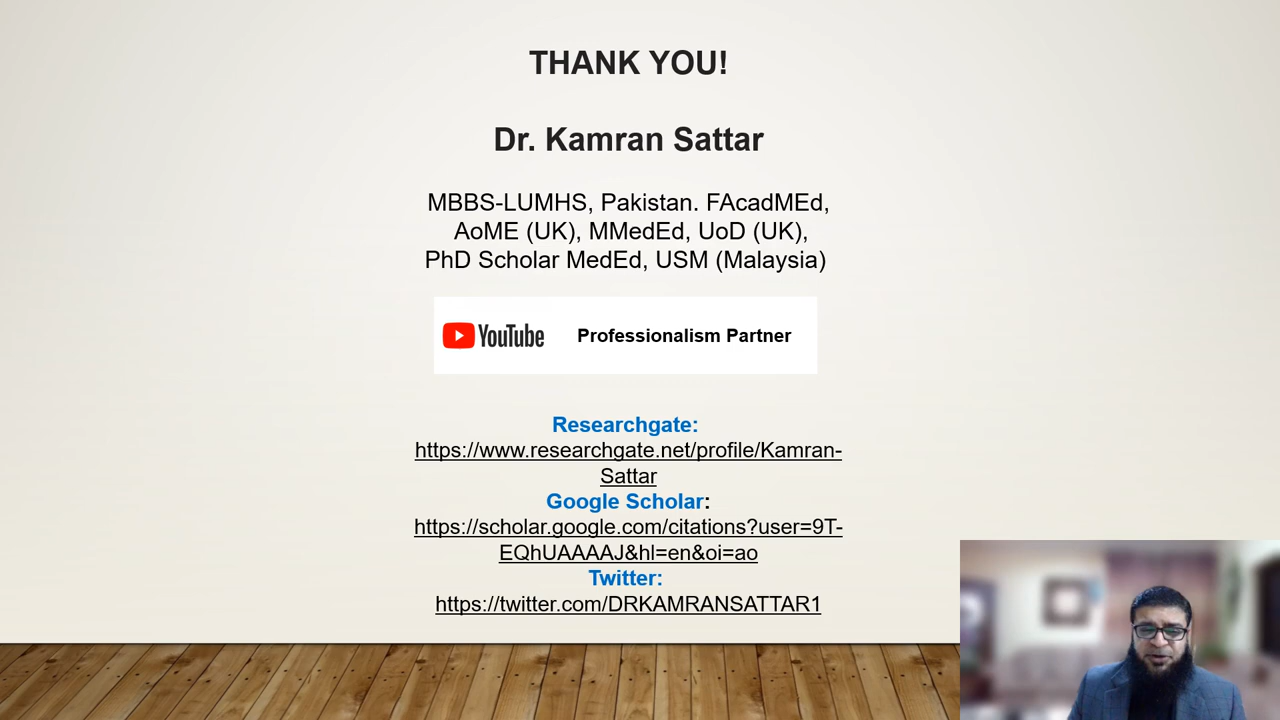 THANK YOU!
Dr. Kamran Sattar
MBBS-LUMHS, Pakistan. FAcadMEd,
AoME (UK), MMedEd, UoD (UK),
PhD Scholar MedEd, USM (Malaysia)
YouTube Professionalism Partner
Researchgate:
https://www.researchgate.net/profile/Kamran-
Sattar
Google Scholar:
https://scholar.google.com/citations?user=9T-
EQhUAAAAJ&hl=en&oi=ao
Twitter:
https://twitter.com/DRKAMRANSATTAR1